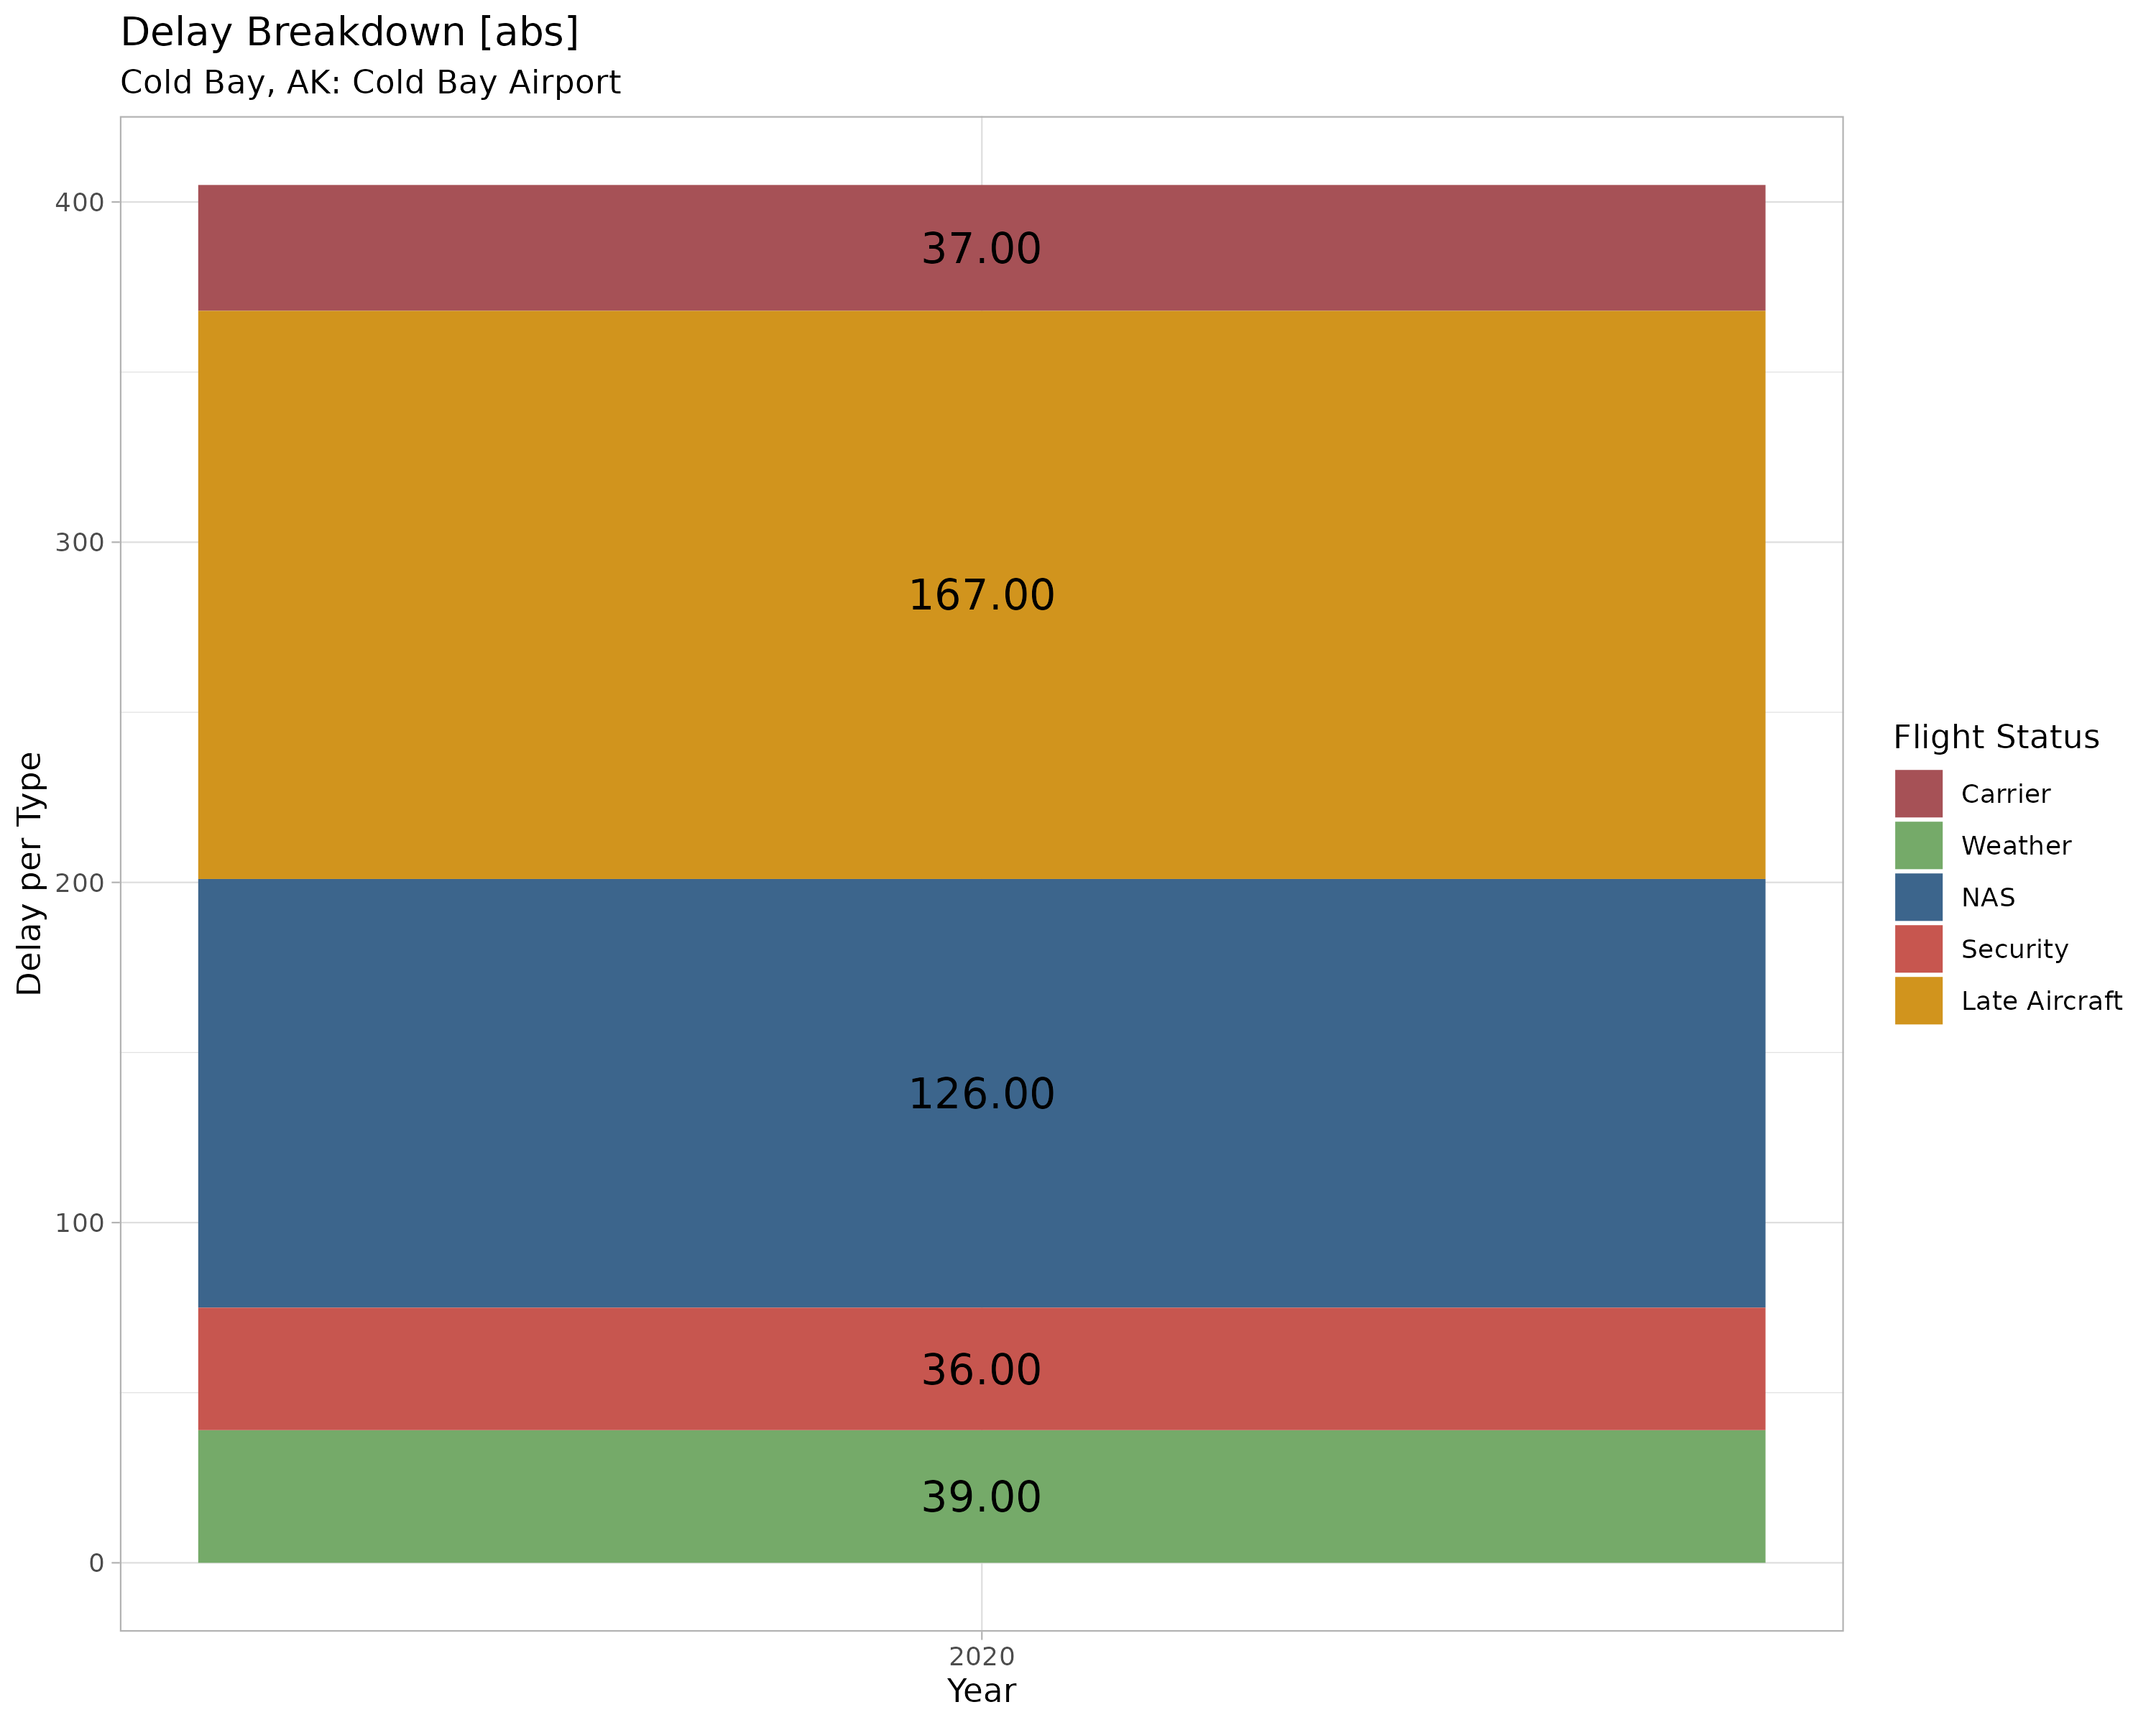 Delay Breakdown [abs]
Cold Bay, AK: Cold Bay Airport
Delay per Type
400
300
200
100
0
37.00
167.00
126.00
36.00
39.00
2020
Year
Flight Status
Carrier
Weather
NAS
Security
Late Aircraft